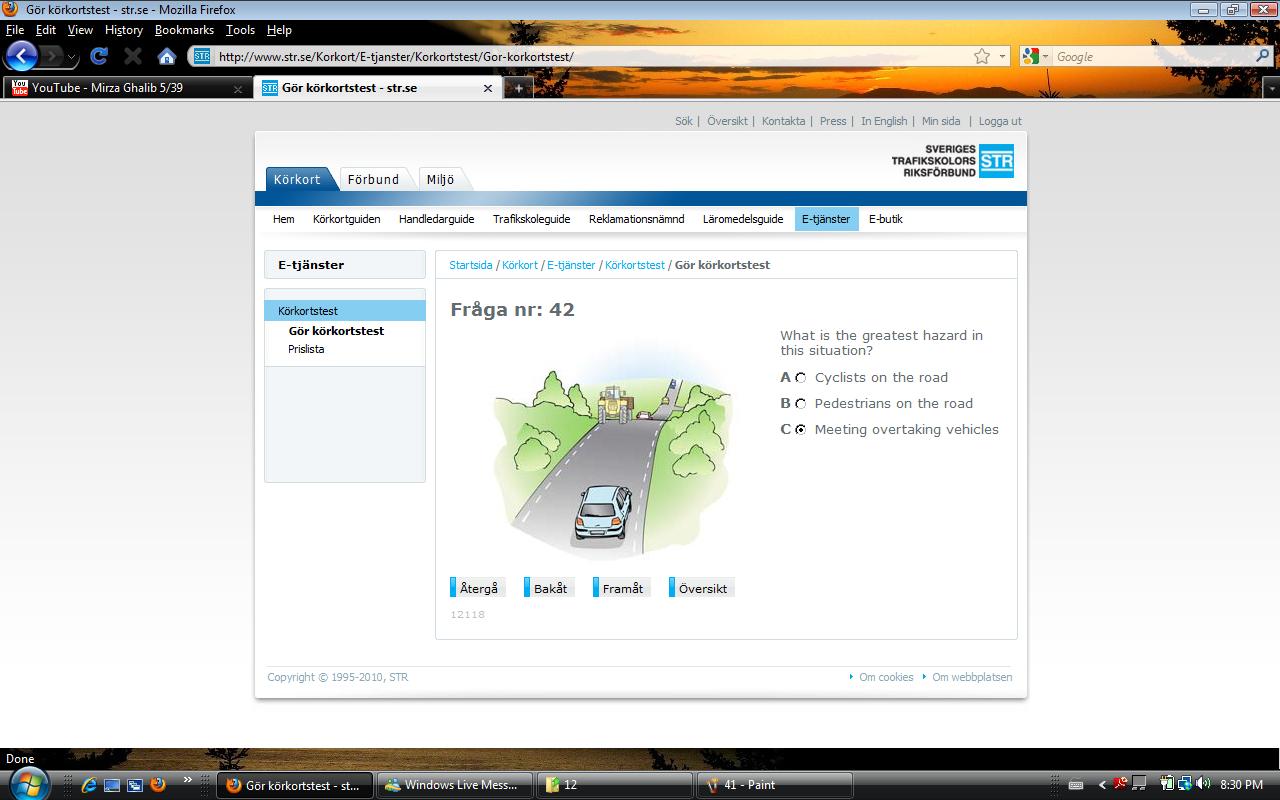 Gör körkortstest - str.se - Mozilla Firefox
File Edit View History Bookmarks Tools Help
STR http://www.str.se/Korkort/E-tjanster/Korkortstest/Gor-korkortstest/ Google
You Tube YouTube - Mirza Ghalib 5/39 STR Gör körkortstest - str.se
Sök | Översikt | Kontakta | Press | In English | Min sida | Logga ut
SVERIGES
TRAFIKSKOLORS
RIKSFÖRBUND
STR
Körkort Förbund Miljö
Hem Körkortguiden Handledarguide Trafikskoleguide Reklamationsnämnd Läromedelsguide E-tjänster E-butik
E-tjänster
Körkortstest
Gör körkortstest
Prislista
Startsida / Körkort / E-tjänster / Körkortstest / Gör körkortstest
Fråga nr: 42
What is the greatest hazard in
this situation?
A Cyclists on the road
B Pedestrians on the road
C Meeting overtaking vehicles
Återgå Bakåt Framåt Översikt
12118
Copyright © 1995-2010, STR
Om cookies Om webbplatsen
Done
Gör körkortstest - st... Windows Live Mess... 12 41 - Paint 8:30 PM